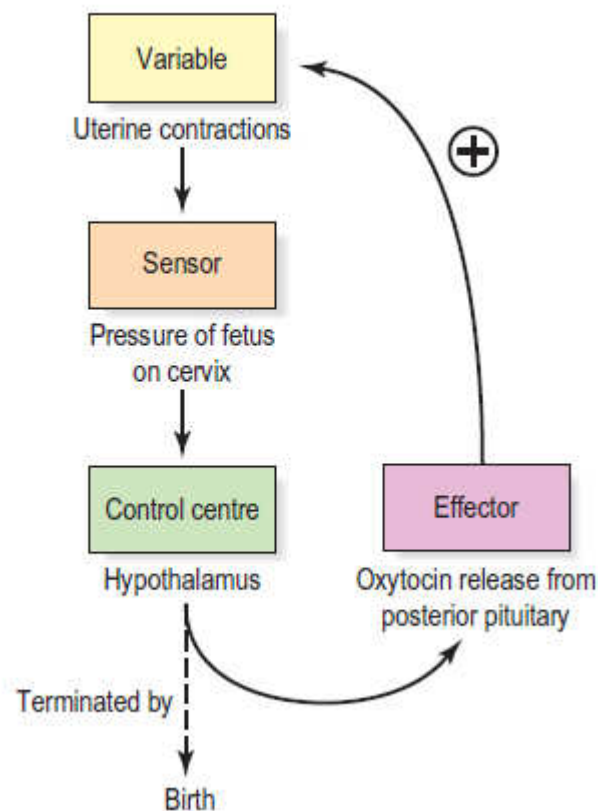 Variable
Uterine contractions
+
Sensor
Pressure of fetus
on cervix
Control centre
Hypothalamus
Effector
Oxytocin release from
posterior pituitary
Terminated by
Birth